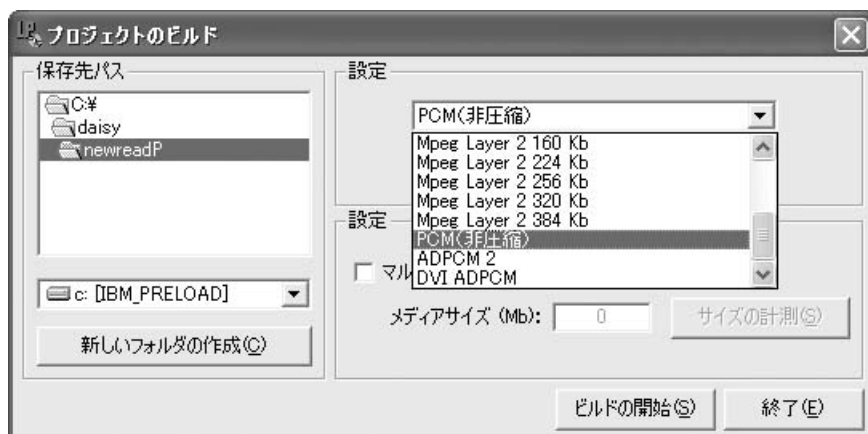 プロジェクトのビルド
保存先パス
C:¥
daisy
newreadP
c: [IBM_PRELOAD]
新しいフォルダの作成(C)
設定
PCM(非圧縮)
Mpeg Layer 2 160 Kb
Mpeg Layer 2 224 Kb
Mpeg Layer 2 256 Kb
Mpeg Layer 2 320 Kb
Mpeg Layer 2 384 Kb
PCM(非圧縮)
ADPCM 2
DVI ADPCM
設定
マル
メディアサイズ (Mb):
0
サイズの計測(S)
ビルドの開始(S)
終了(E)